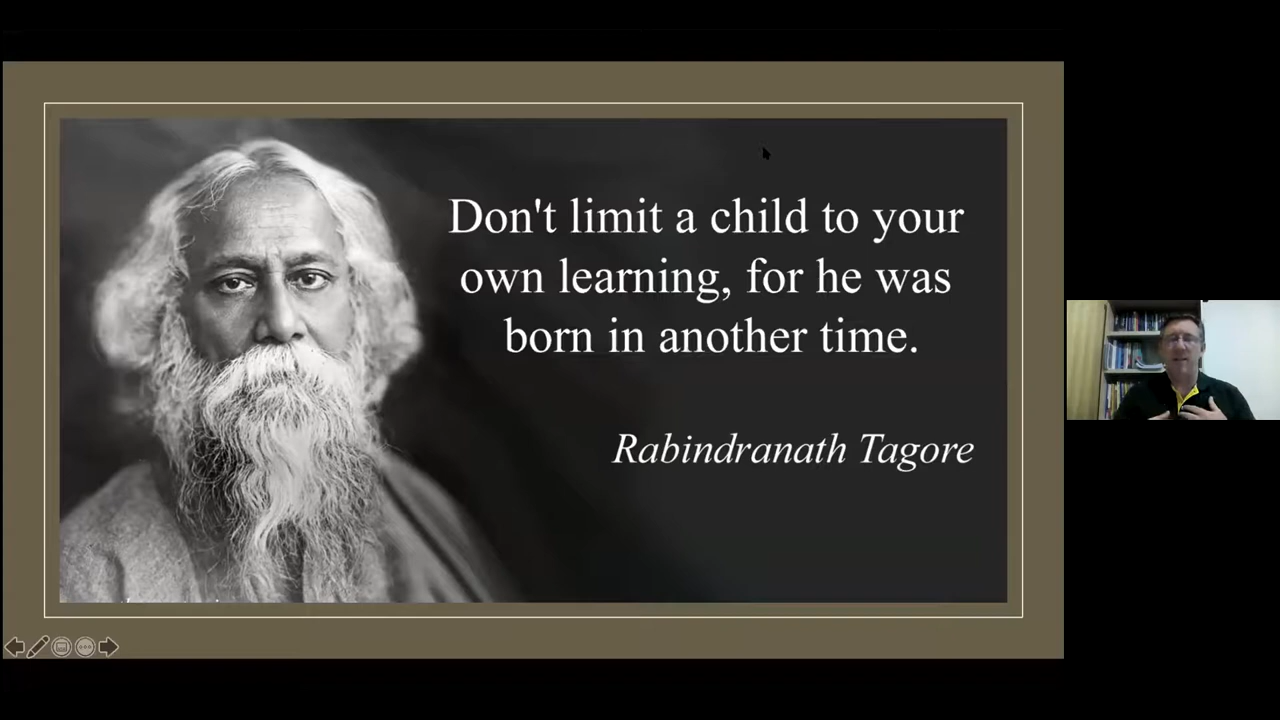 Don't limit a child to your
own learning, for he was
born in another time.
Rabindranath Tagore